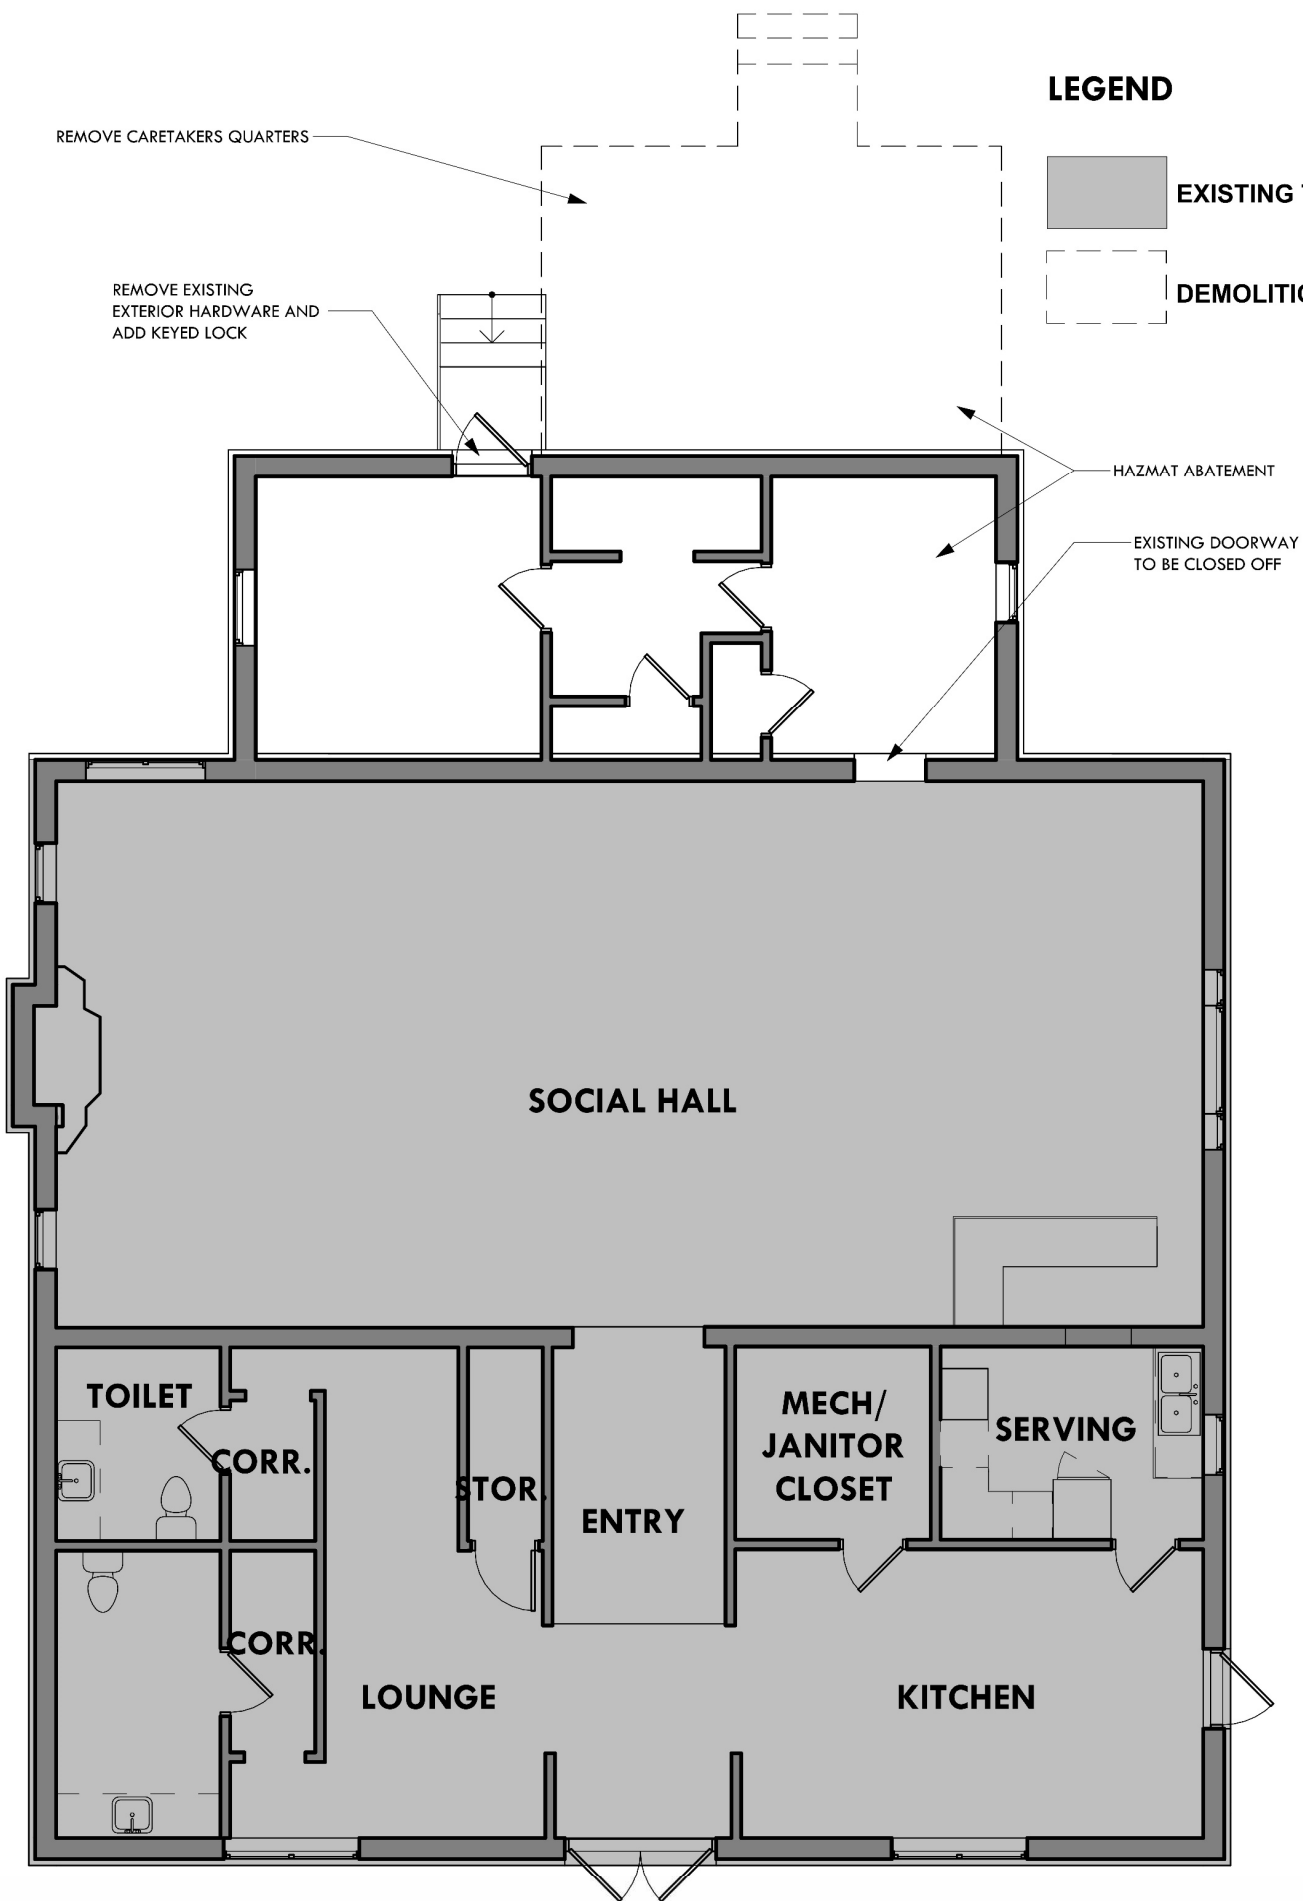 LEGEND
REMOVE CARETAKERS QUARTERS
EXISTING
REMOVE EXISTING
EXTERIOR HARDWARE AND
ADD KEYED LOCK
HAZMAT ABATEMENT
EXISTING DOORWAY
TO BE CLOSED OFF
SOCIAL HALL
TOILET
CORR.
STOR.
ENTRY
MECH/
JANITOR
CLOSET
SERVING
CORR.
LOUNGE
KITCHEN